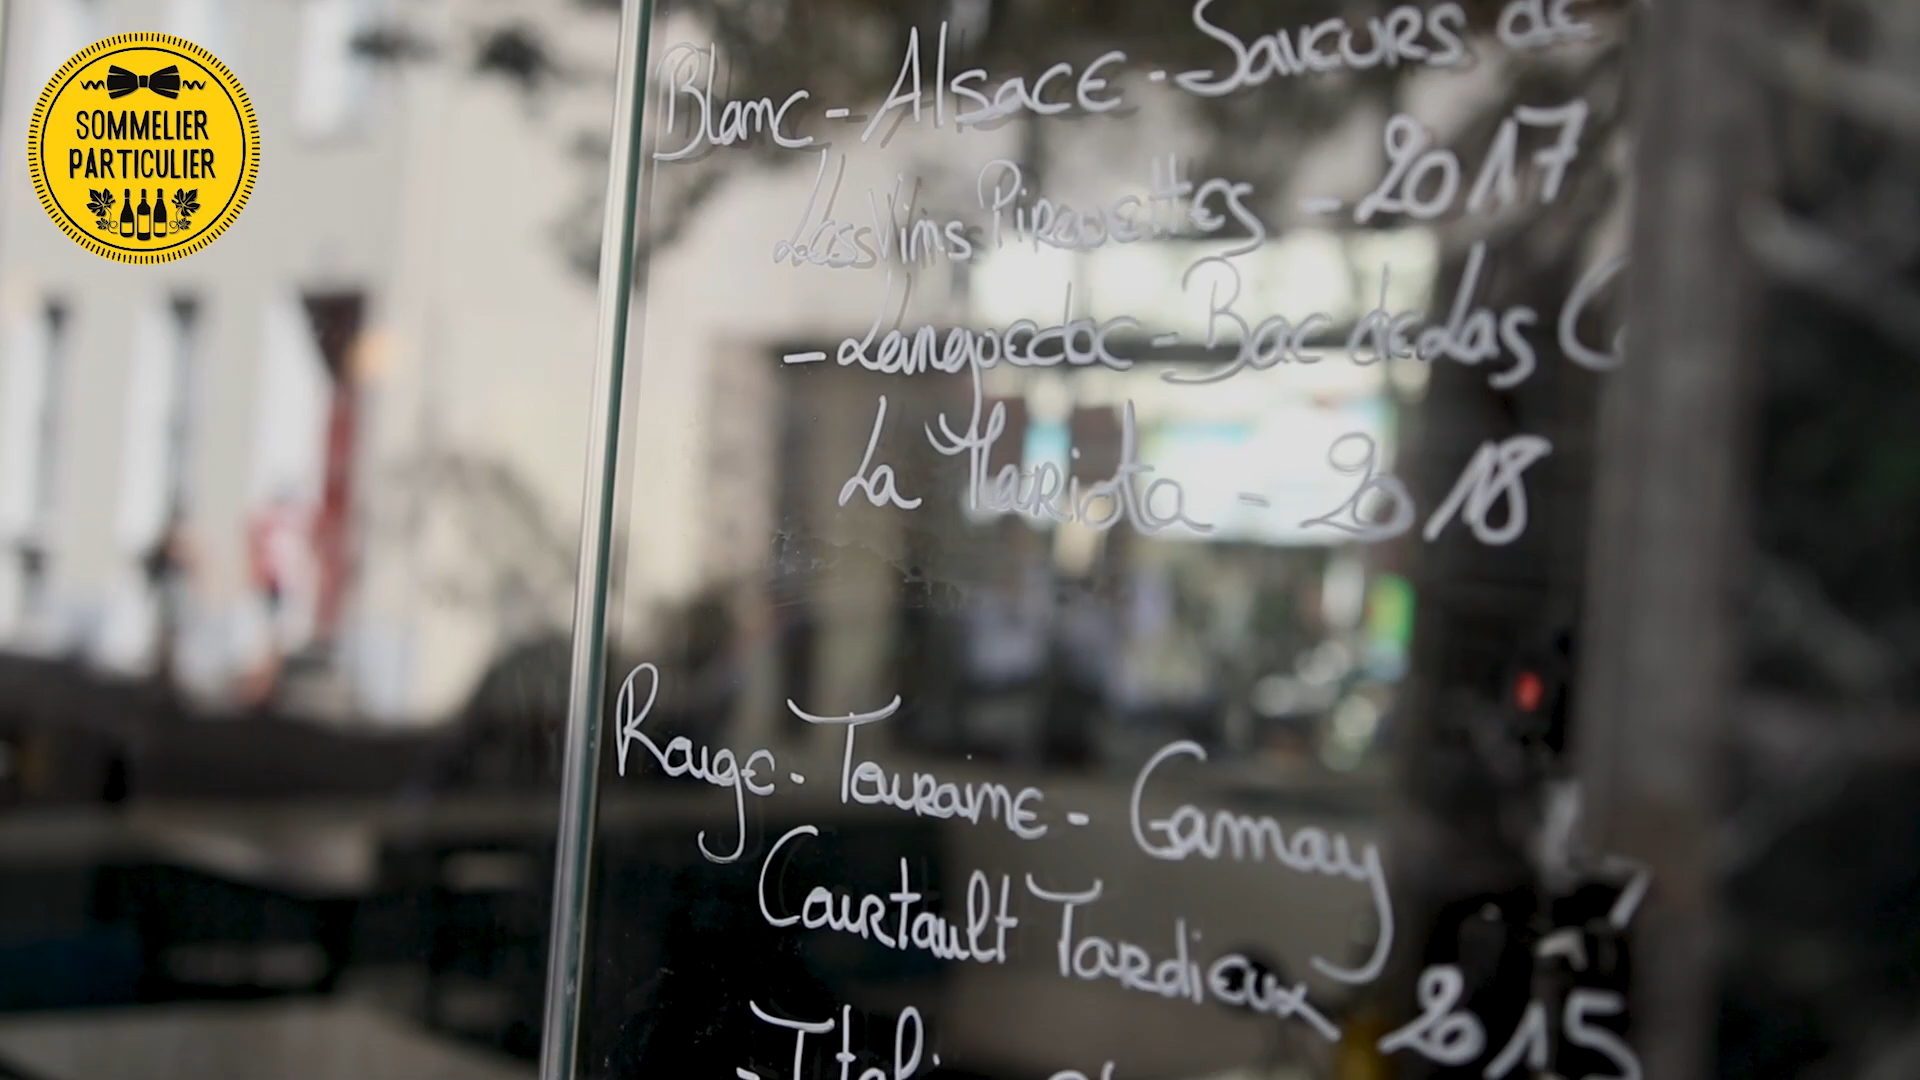 SOMMELIER
PARTICULIER
Blanc - Alsace - Saveurs de
Les Vins Pirouettes - 2017
- Languedoc - Bac de Las
La Mariota - 2018
Rouge - Touraine - Gamay
Courtault Tardieux 2015